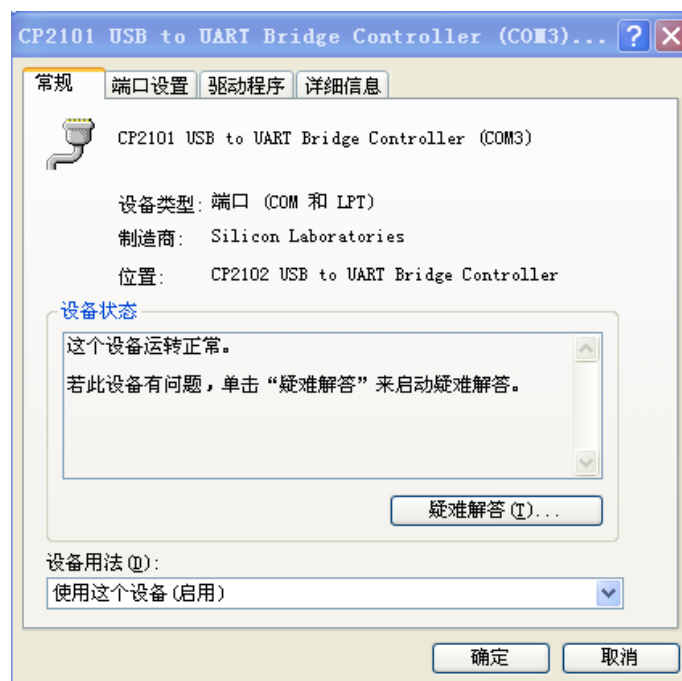 CP2101 USB to UART Bridge Controller (COM3)...
常规 端口设置 驱动程序 详细信息
CP2101 USB to UART Bridge Controller (COM3)
设备类型: 端口 (COM 和 LPT)
制造商: Silicon Laboratories
位置: CP2102 USB to UART Bridge Controller
设备状态
这个设备运转正常。
若此设备有问题，单击“疑难解答”来启动疑难解答。
疑难解答(T)...
设备用法(D):
使用这个设备(启用)
确定 取消